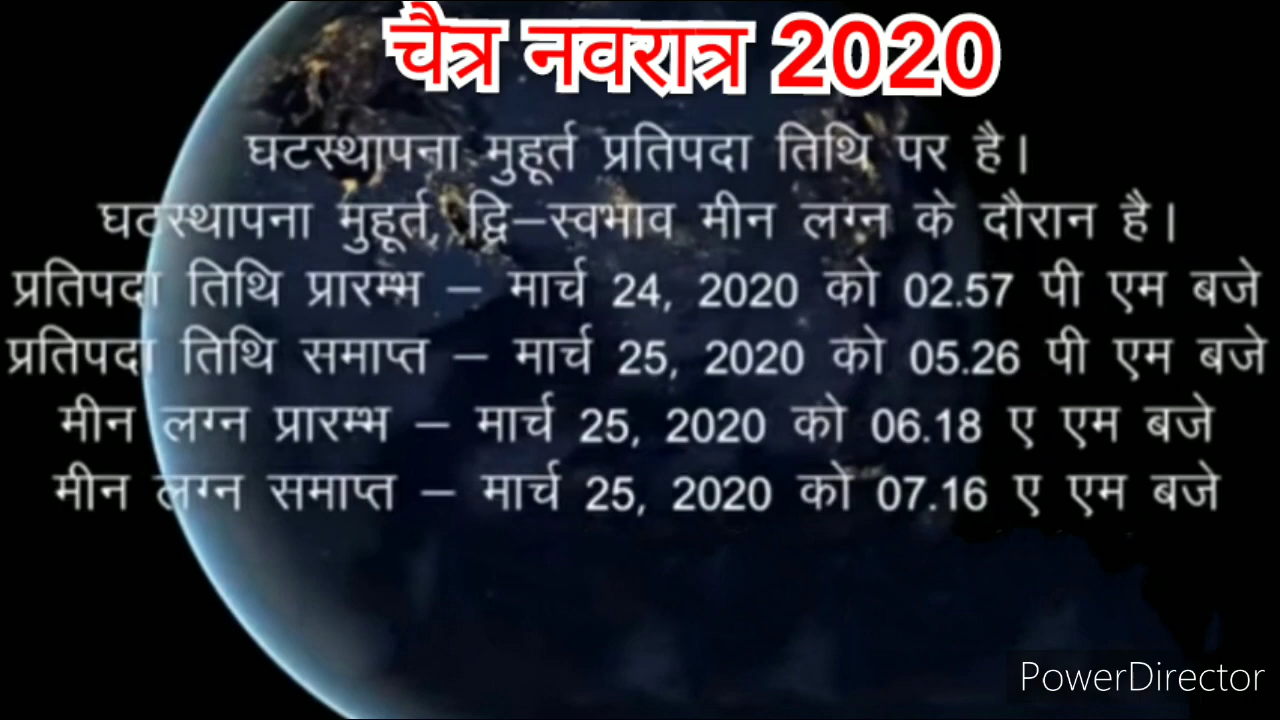 चैत्र नवरात्र 2020
घटस्थापना मुहूर्त प्रतिपदा तिथि पर है।
घटस्थापना मुहूर्त, द्वि–स्वभाव मीन लग्न के दौरान है।
प्रतिपदा तिथि प्रारम्भ – मार्च 24, 2020 को 02.57 पी एम बजे
प्रतिपदा तिथि समाप्त – मार्च 25, 2020 को 05.26 पी एम बजे
मीन लग्न प्रारम्भ – मार्च 25, 2020 को 06.18 ए एम बजे
मीन लग्न समाप्त – मार्च 25, 2020 को 07.16 ए एम बजे
PowerDirector